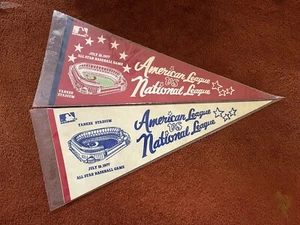 JULY 19, 1977
ALL STAR BASEBALL GAME
YANKEE STADIUM
American League
VS
National League
YANKEE STADIUM
JULY 19, 1977
ALL STAR BASEBALL GAME
American League
VS
National League